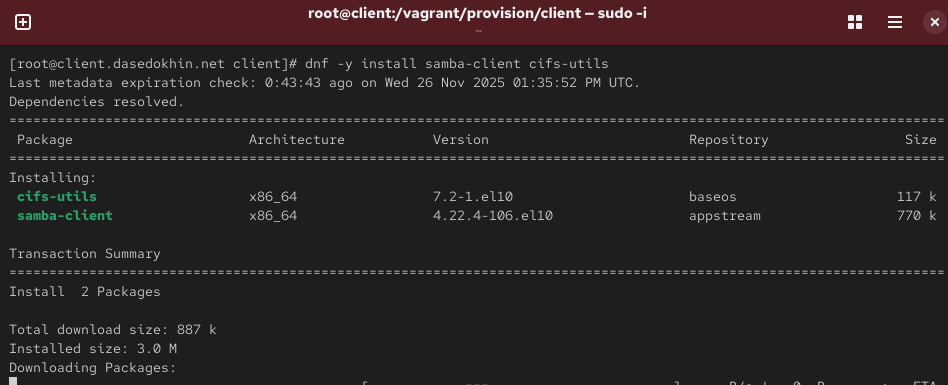 root@client:/vagrant/provision/client — sudo -i
~
[root@client.dasedokhin.net client]# dnf -y install samba-client cifs-utils
Last metadata expiration check: 0:43:43 ago on Wed 26 Nov 2025 01:35:52 PM UTC.
Dependencies resolved.
================================================================================
Package Architecture Version Repository Size
================================================================================
Installing:
cifs-utils x86_64 7.2-1.el10 baseos 117 k
samba-client x86_64 4.22.4-106.el10 appstream 770 k
Transaction Summary
================================================================================
Install 2 Packages
Total download size: 887 k
Installed size: 3.0 M
Downloading Packages: